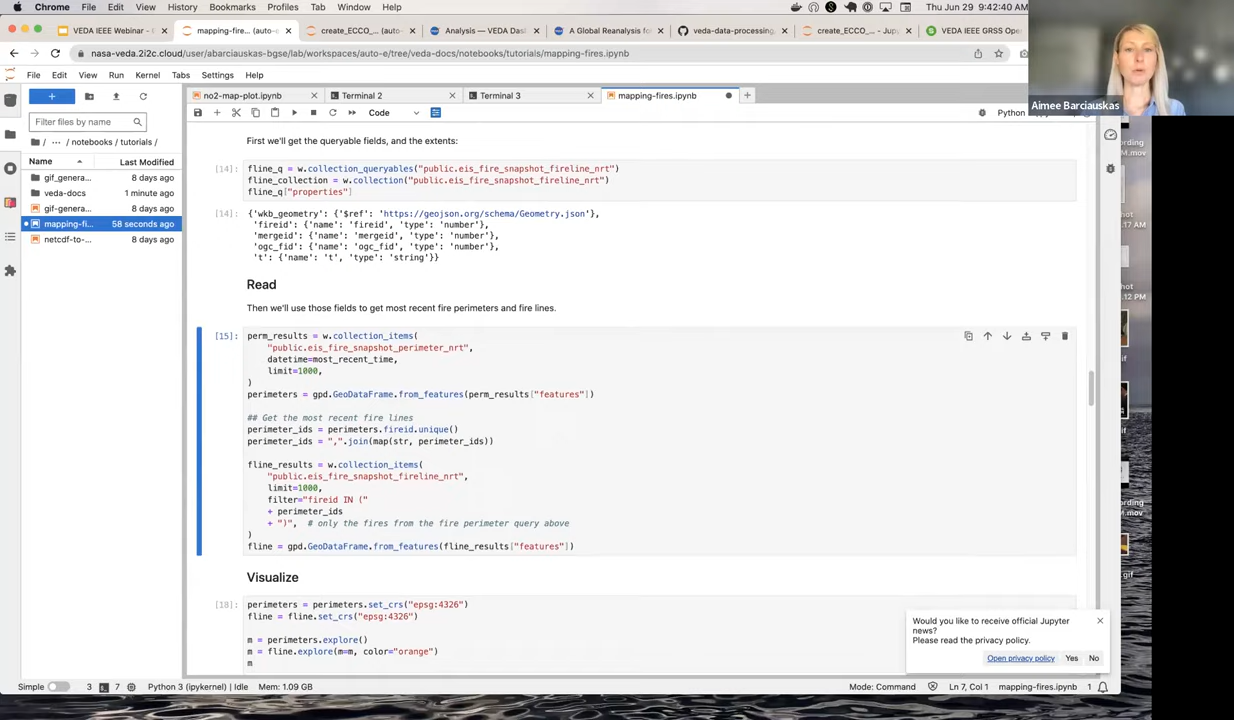 Chrome File Edit View History Bookmarks Profiles Tab Window Help
Thu Jun 29 9:42:40 AM
VEDA IEEE Webinar -
mapping-fire... (auto-e
create_ECCO_... (auto-
Analysis — VEDA Das
A Global Reanalysis fo
veda-data-processing
create_ECCO_... - Jup
VEDA IEEE GRSS Ope
nasa-veda.2i2c.cloud/user/abarciauskas-bgse/lab/workspaces/auto-e/tree/veda-docs/notebooks/tutorials/mapping-fires.ipynb
Aimee Barciauskas
File Edit View Run Kernel Tabs Settings Help
no2-map-plot.ipynb
Terminal 2
Terminal 3
mapping-fires.ipynb
Code
Python
Filter files by name
/ ··· / notebooks / tutorials /
Name Last Modified
gif_genera... 8 days ago
veda-docs 1 minute ago
gif-genera... 8 days ago
mapping-fi... 58 seconds ago
netcdf-to-... 8 days ago
First we'll get the queryable fields, and the extents:
[14]: fline_q = w.collection_queryables("public.eis_fire_snapshot_fireline_nrt")
fline_collection = w.collection("public.eis_fire_snapshot_fireline_nrt")
fline_q["properties"]
[14]: {'wkb_geometry': {'$ref': 'https://geojson.org/schema/Geometry.json'},
'fireid': {'name': 'fireid', 'type': 'number'},
'mergeid': {'name': 'mergeid', 'type': 'number'},
'ogc_fid': {'name': 'ogc_fid', 'type': 'number'},
't': {'name': 't', 'type': 'string'}}
Read
Then we'll use those fields to get most recent fire perimeters and fire lines.
[15]: perm_results = w.collection_items(
"public.eis_fire_snapshot_perimeter_nrt",
datetime=most_recent_time,
limit=1000,
)
perimeters = gpd.GeoDataFrame.from_features(perm_results["features"])
## Get the most recent fire lines
perimeter_ids = perimeters.fireid.unique()
perimeter_ids = ",".join(map(str, perimeter_ids))
fline_results = w.collection_items(
"public.eis_fire_snapshot_fireline_nrt",
limit=1000,
filter="fireid IN ("
+ perimeter_ids
+ ")", # only the fires from the fire perimeter query above
)
fline = gpd.GeoDataFrame.from_features(fline_results["features"])
Visualize
[18]: perimeters = perimeters.set_crs("epsg:4326")
fline = fline.set_crs("epsg:4326")
m = perimeters.explore()
m = fline.explore(m=m, color="orange")
m
Would you like to receive official Jupyter
news?
Please read the privacy policy.
Open privacy policy Yes No
Simple 3 7 Python 3 (ipykernel) | Idle Mem: 1.09 GB
Mode: Command Ln 7, Col 1 mapping-fires.ipynb 1